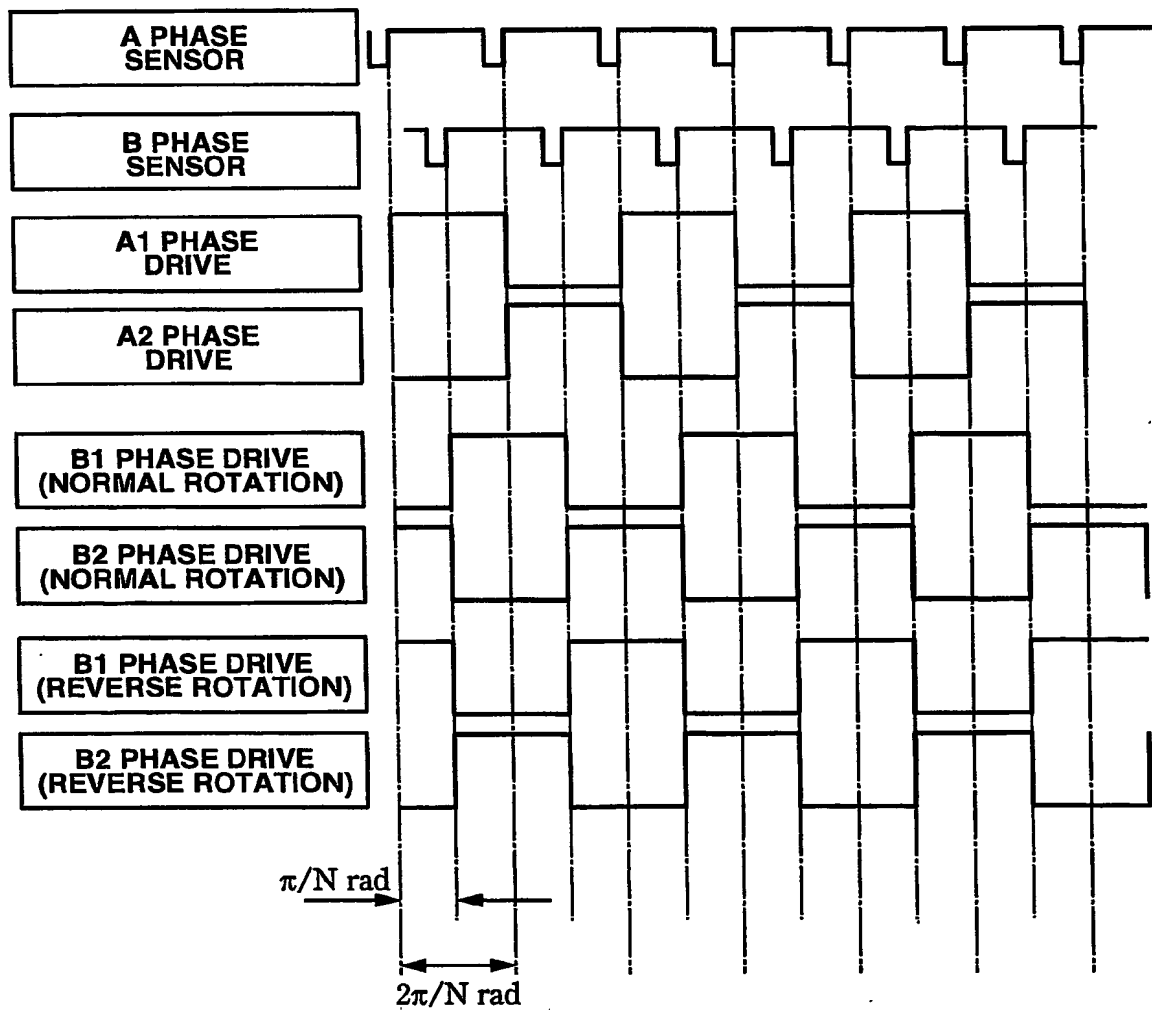 A PHASE
SENSOR
B PHASE
SENSOR
A1 PHASE
DRIVE
A2 PHASE
DRIVE
B1 PHASE DRIVE
(NORMAL ROTATION)
B2 PHASE DRIVE
(NORMAL ROTATION)
B1 PHASE DRIVE
(REVERSE ROTATION)
B2 PHASE DRIVE
(REVERSE ROTATION)
π/N rad
2π/N rad